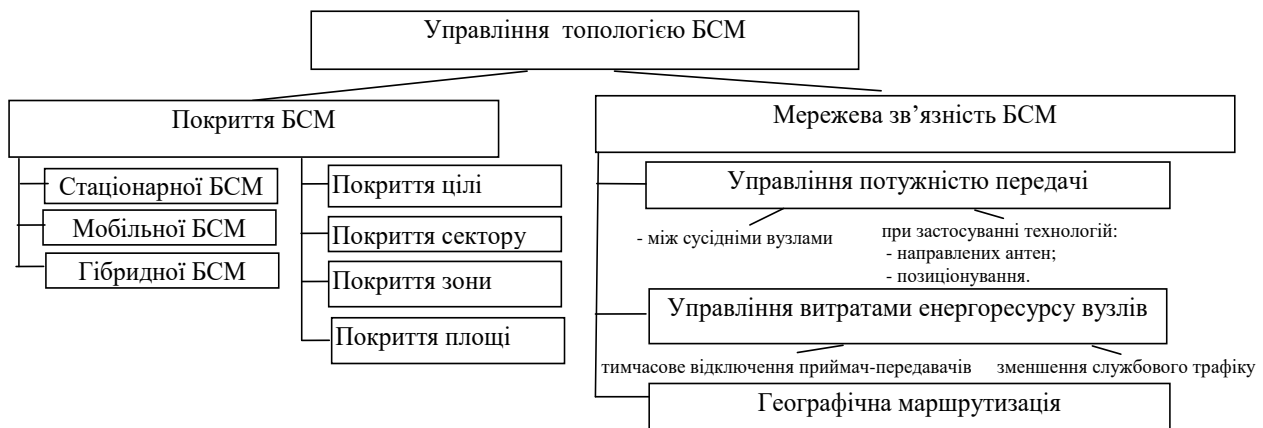 Управління топологією БСМ
Покриття БСМ
Стаціонарної БСМ
Мобільної БСМ
Гібридної БСМ
Покриття цілі
Покриття сектору
Покриття зони
Покриття площі
Мережева зв’язність БСМ
Управління потужністю передачі
- між сусідніми вузлами
при застосуванні технологій:
- направлених антен;
- позиціонування.
Управління витратами енергоресурсу вузлів
тимчасове відключення приймач-передавачів
зменшення службового трафіку
Географічна маршрутизація